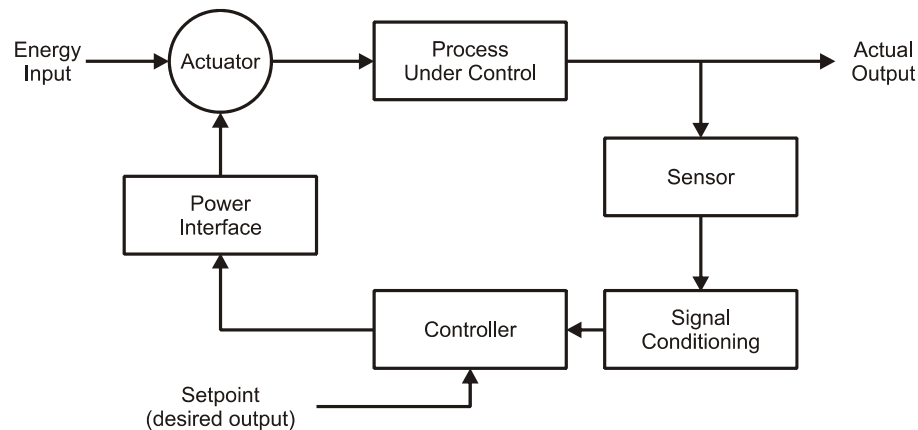 Energy
Input
Actuator
Process
Under Control
Actual
Output
Sensor
Power
Interface
Controller
Signal
Conditioning
Setpoint
(desired output)